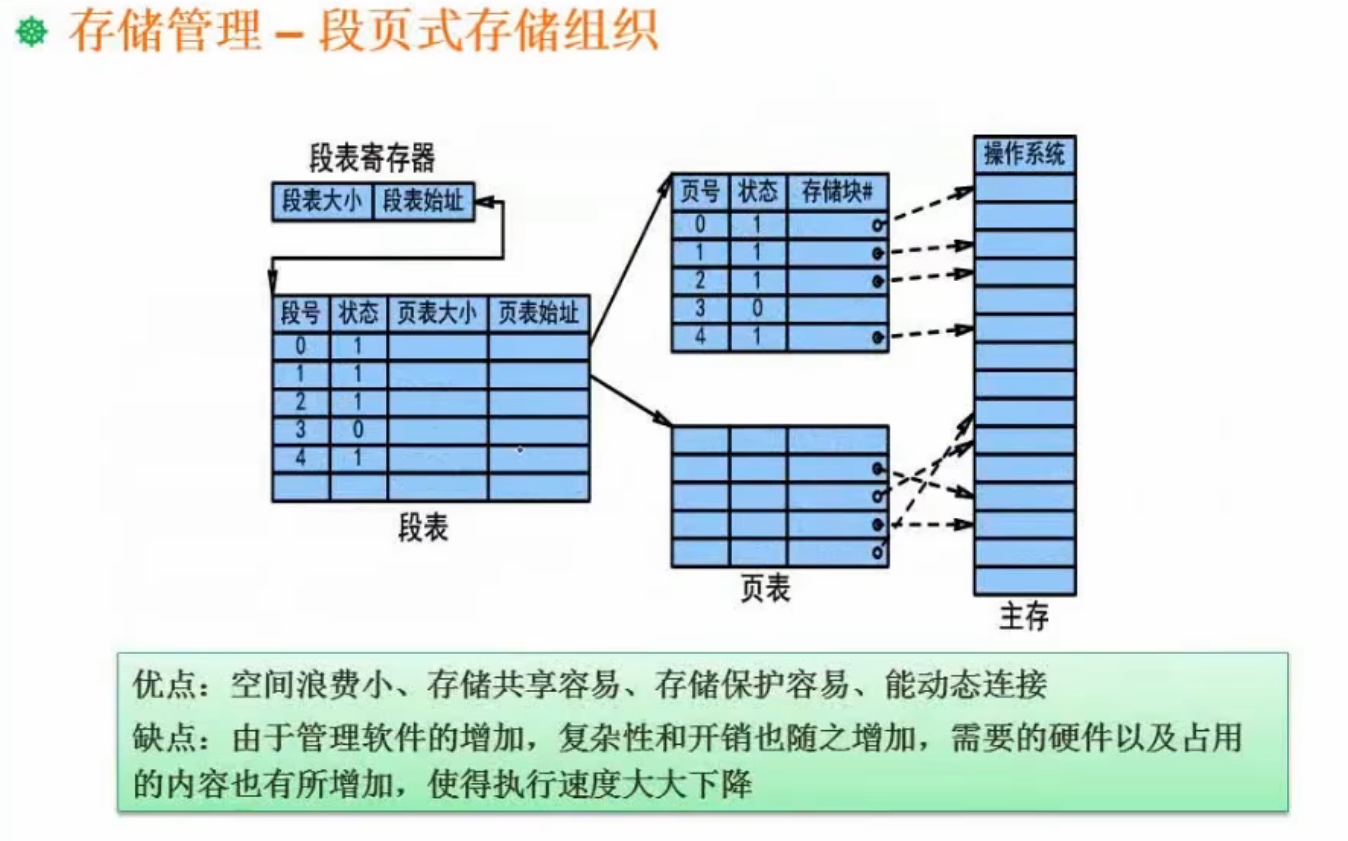 存储管理 – 段页式存储组织
段表寄存器
段表大小 段表始址
段号 状态 页表大小 页表始址
0 1
1 1
2 1
3 0
4 1
段表
页号 状态 存储块#
0 1
1 1
2 1
3 0
4 1
页表
操作系统
主存
优点：空间浪费小、存储共享容易、存储保护容易、能动态连接
缺点：由于管理软件的增加，复杂性和开销也随之增加，需要的硬件以及占用
的内容也有所增加，使得执行速度大大下降